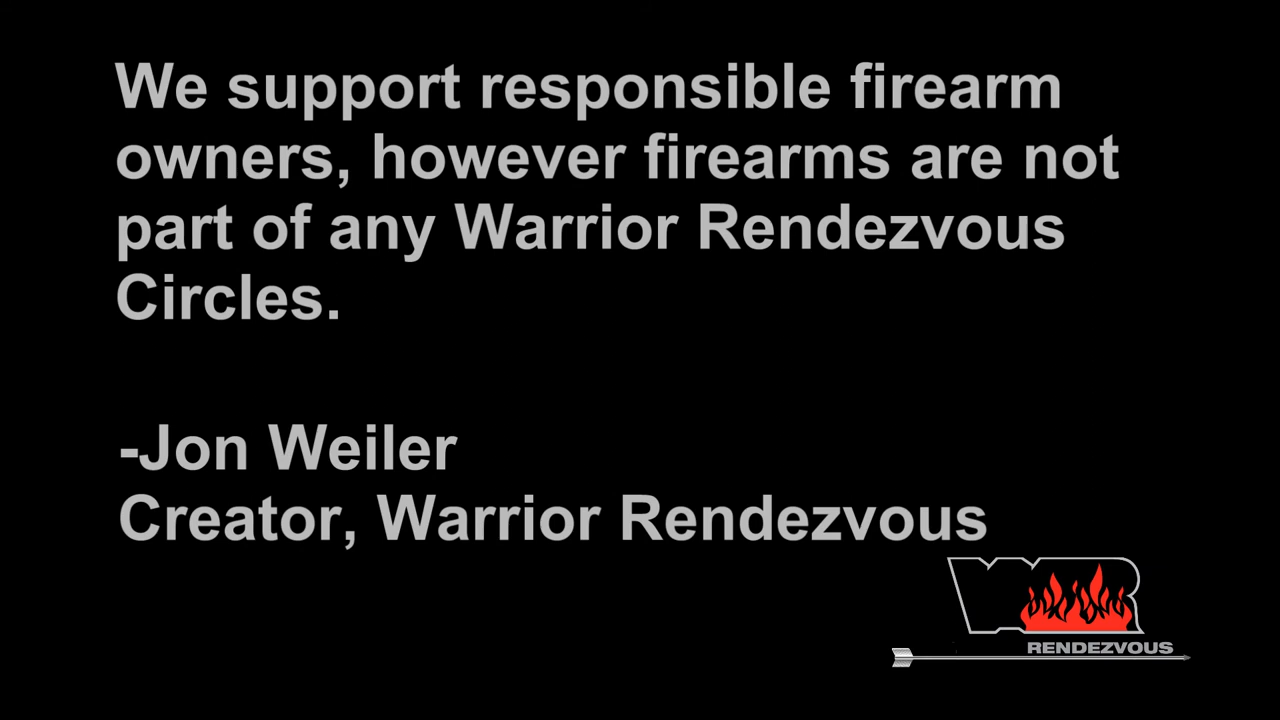 We support responsible firearm
owners, however firearms are not
part of any Warrior Rendezvous
Circles.
-Jon Weiler
Creator, Warrior Rendezvous
WR
RENDEZVOUS